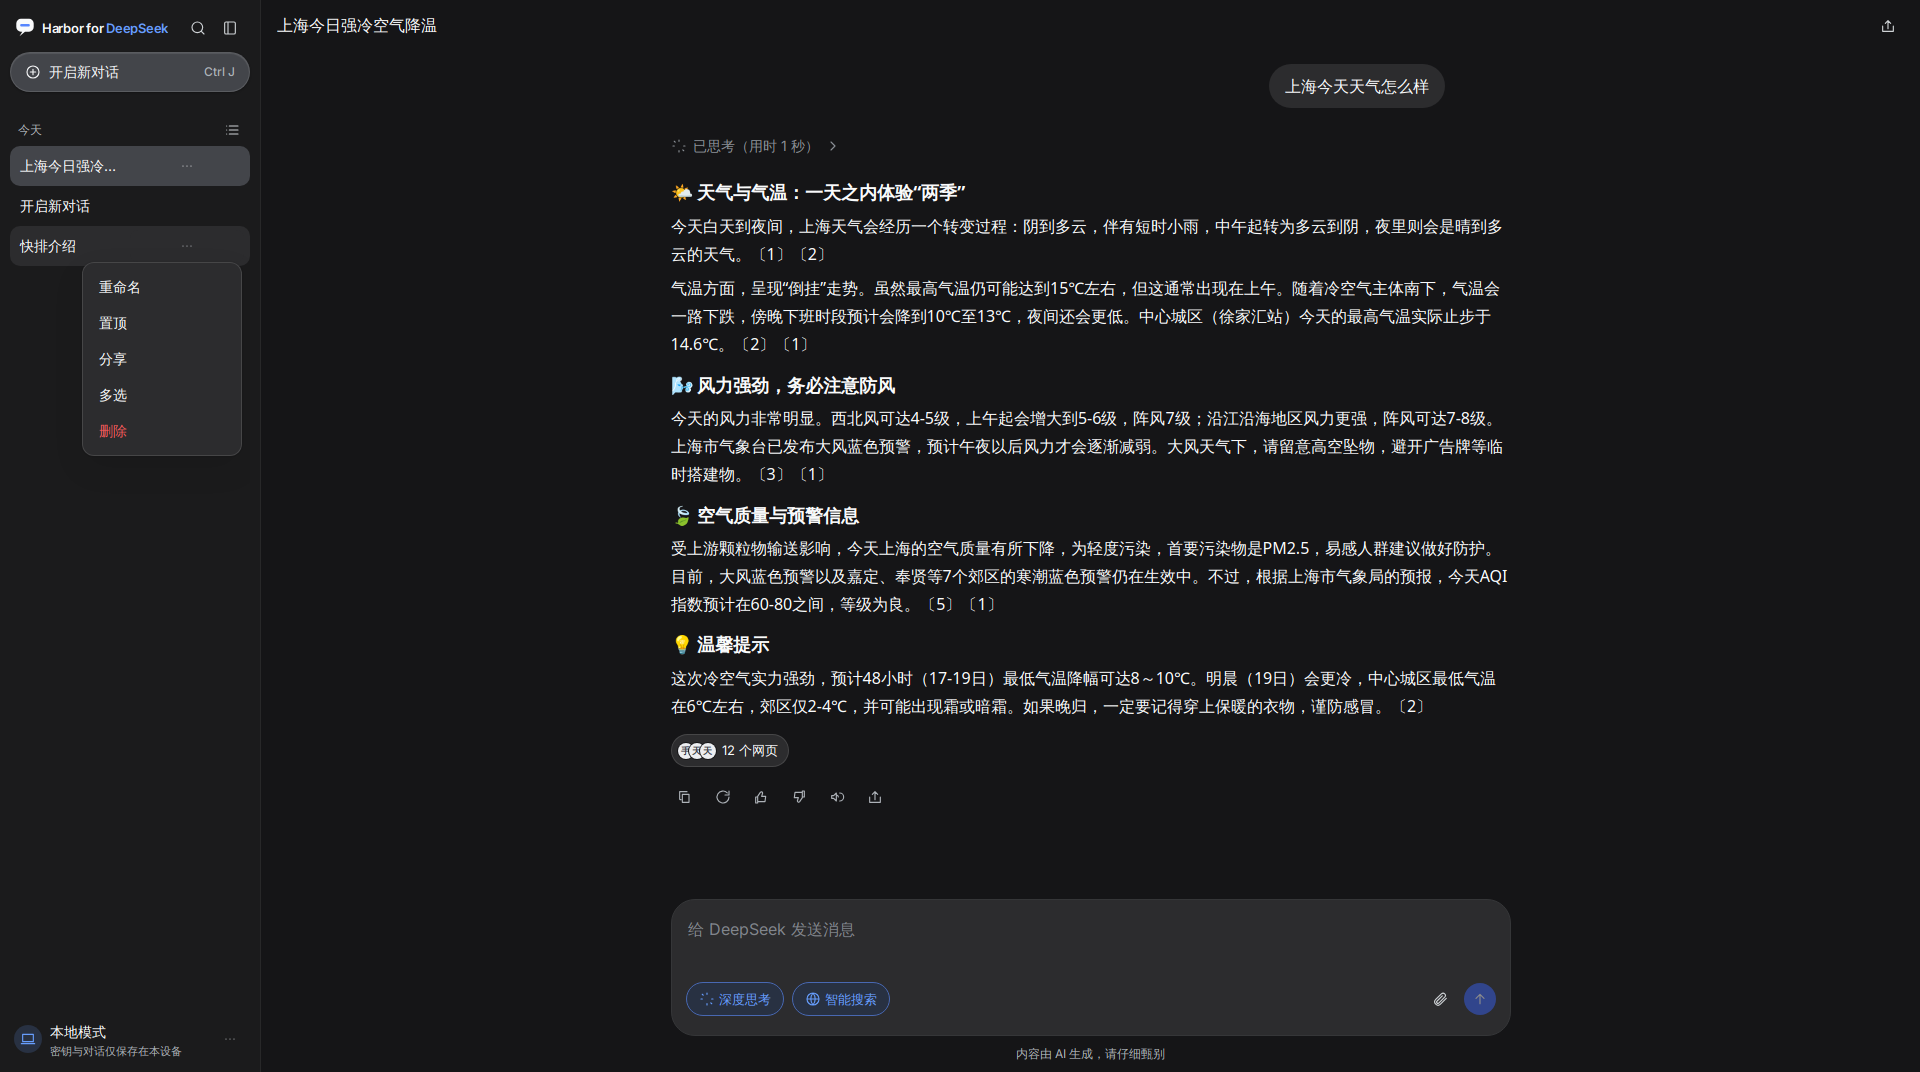 Harbor for DeepSeek
开启新对话 Ctrl J
今天
上海今日强冷...
开启新对话
快排介绍
重命名
置顶
分享
多选
删除
本地模式
密钥与对话仅保存在本设备
上海今日强冷空气降温
上海今天天气怎么样
已思考（用时 1 秒）
🌤️ 天气与气温：一天之内体验“两季”
今天白天到夜间，上海天气会经历一个转变过程：阴到多云，伴有短时小雨，中午起转为多云到阴，夜里则会是晴到多
云的天气。〔1〕〔2〕
气温方面，呈现“倒挂”走势。虽然最高气温仍可能达到15℃左右，但这通常出现在上午。随着冷空气主体南下，气温会
一路下跌，傍晚下班时段预计会降到10℃至13℃，夜间还会更低。中心城区（徐家汇站）今天的最高气温实际止步于
14.6℃。〔2〕〔1〕
🌬️ 风力强劲，务必注意防风
今天的风力非常明显。西北风可达4-5级，上午起会增大到5-6级，阵风7级；沿江沿海地区风力更强，阵风可达7-8级。
上海市气象台已发布大风蓝色预警，预计午夜以后风力才会逐渐减弱。大风天气下，请留意高空坠物，避开广告牌等临
时搭建物。〔3〕〔1〕
🍃 空气质量与预警信息
受上游颗粒物输送影响，今天上海的空气质量有所下降，为轻度污染，首要污染物是PM2.5，易感人群建议做好防护。
目前，大风蓝色预警以及嘉定、奉贤等7个郊区的寒潮蓝色预警仍在生效中。不过，根据上海市气象局的预报，今天AQI
指数预计在60-80之间，等级为良。〔5〕〔1〕
💡 温馨提示
这次冷空气实力强劲，预计48小时（17-19日）最低气温降幅可达8～10℃。明晨（19日）会更冷，中心城区最低气温
在6℃左右，郊区仅2-4℃，并可能出现霜或暗霜。如果晚归，一定要记得穿上保暖的衣物，谨防感冒。〔2〕
天 12 个网页
给 DeepSeek 发送消息
深度思考
智能搜索
内容由 AI 生成，请仔细甄别